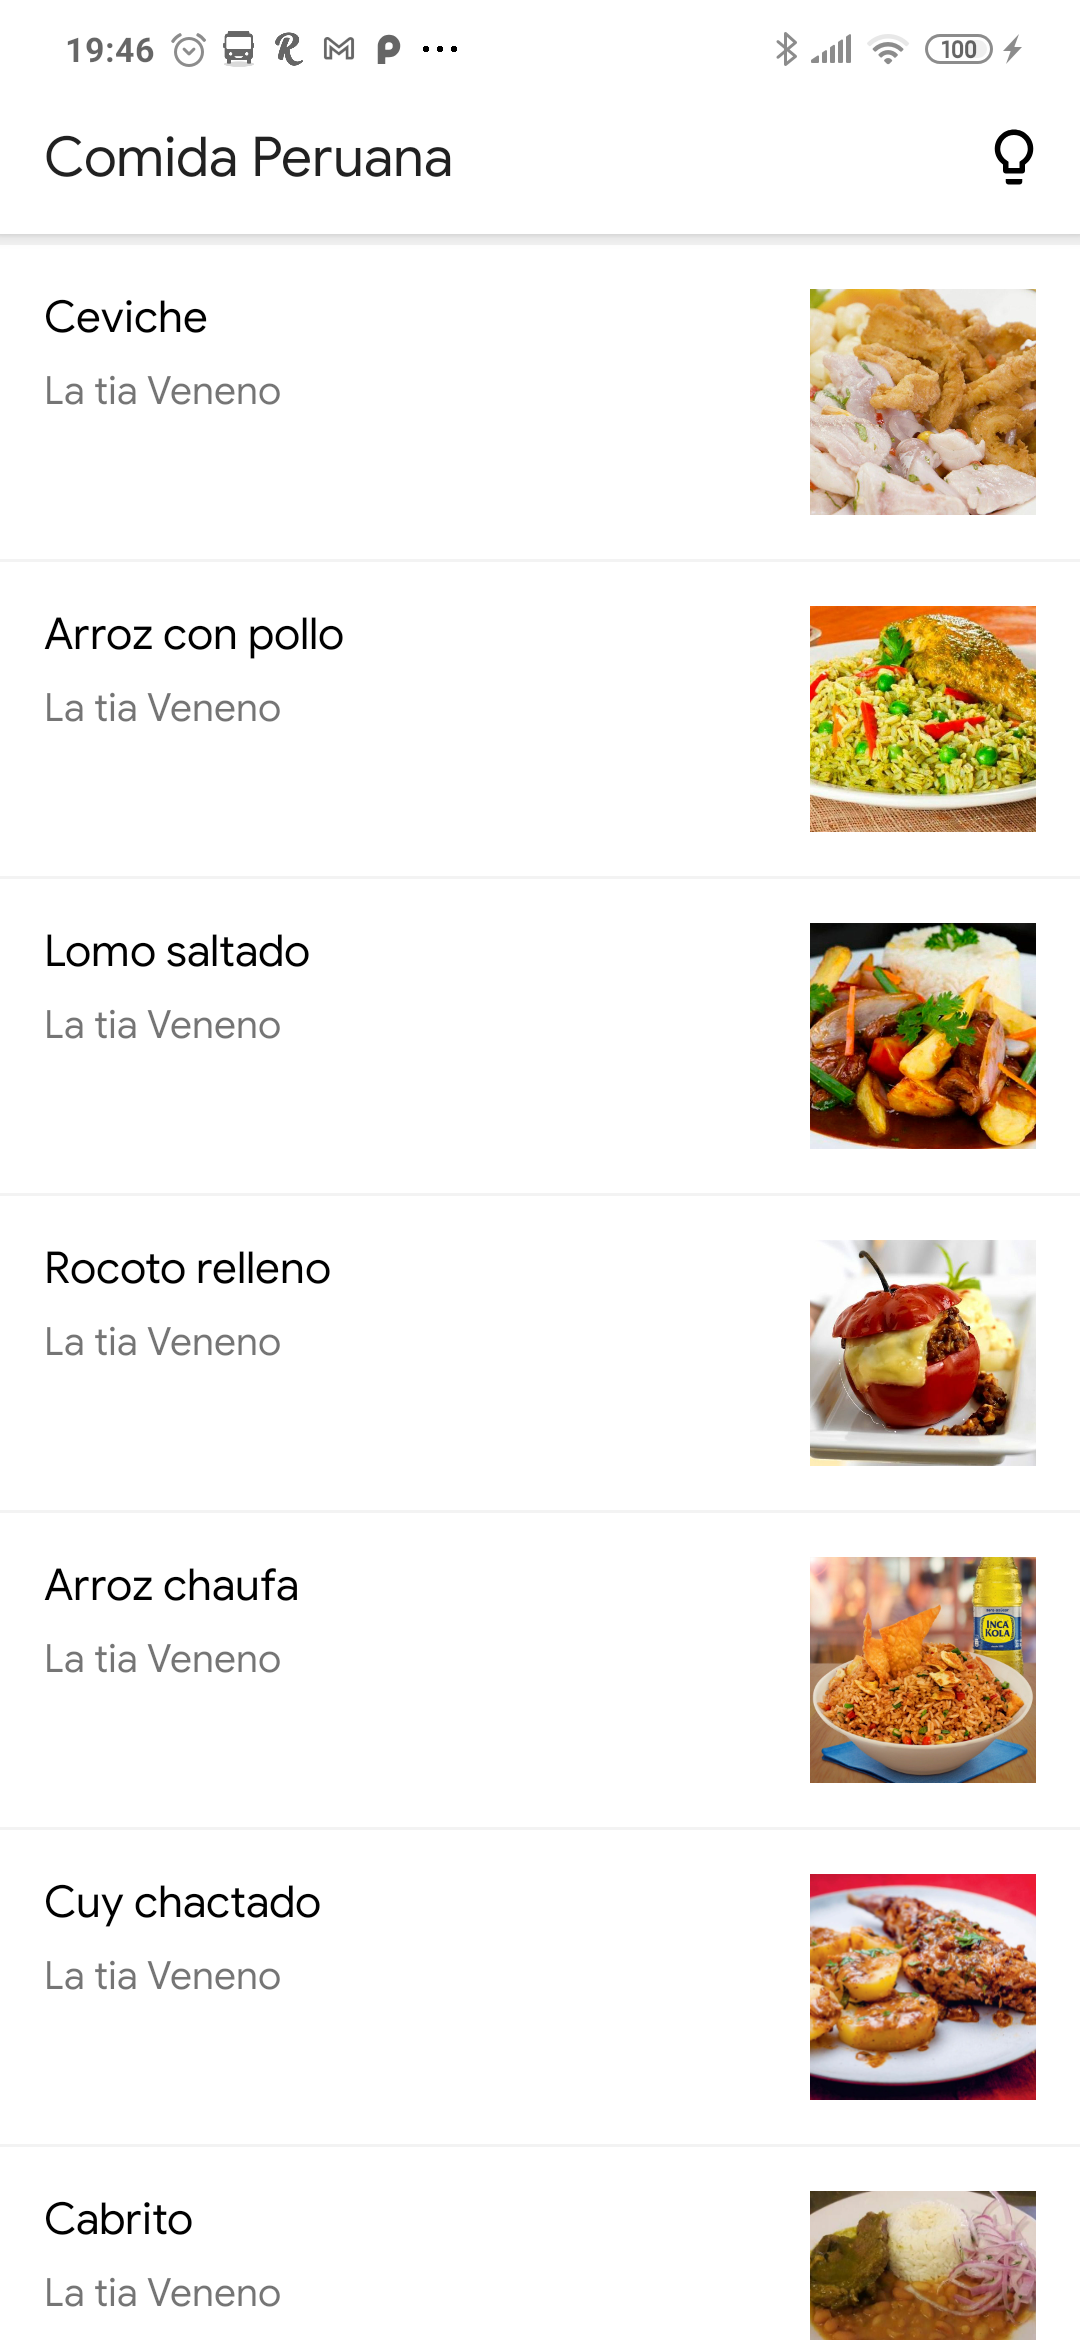 19:46
100
Comida Peruana
Ceviche
La tia Veneno
Arroz con pollo
La tia Veneno
Lomo saltado
La tia Veneno
Rocoto relleno
La tia Veneno
Arroz chaufa
La tia Veneno
INCA
KOLA
Cuy chactado
La tia Veneno
Cabrito
La tia Veneno